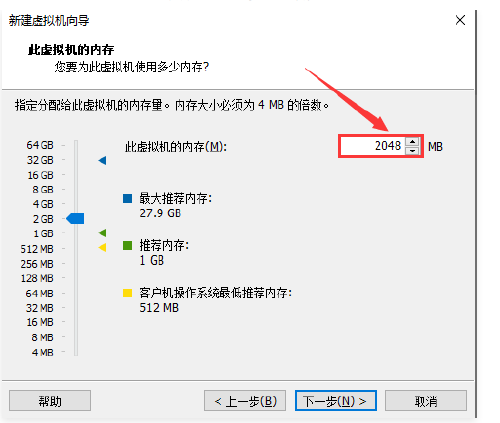 新建虚拟机向导
此虚拟机的内存
您要为此虚拟机使用多少内存?
指定分配给此虚拟机的内存量。内存大小必须为 4 MB 的倍数。
64 GB
32 GB
16 GB
8 GB
4 GB
2 GB
1 GB
512 MB
256 MB
128 MB
64 MB
32 MB
16 MB
8 MB
4 MB
此虚拟机的内存(M): 2048 MB
最大推荐内存:
27.9 GB
推荐内存:
1 GB
客户机操作系统最低推荐内存:
512 MB
帮助 < 上一步(B) 下一步(N) > 取消